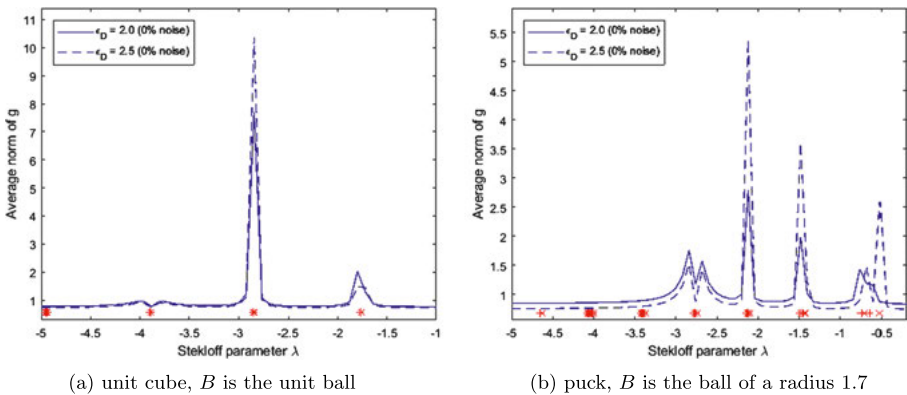 11
10
9
8
7
6
5
4
3
2
1
Average norm of g
ϵ_D = 2.0 (0% noise)
ϵ_D = 2.5 (0% noise)
-5 -4.5 -4 -3.5 -3 -2.5 -2 -1.5 -1
Stekloff parameter λ
(a) unit cube, B is the unit ball
5.5
5
4.5
4
3.5
3
2.5
2
1.5
1
Average norm of g
ϵ_D = 2.0 (0% noise)
ϵ_D = 2.5 (0% noise)
-5 -4.5 -4 -3.5 -3 -2.5 -2 -1.5 -1 -0.5
Stekloff parameter λ
(b) puck, B is the ball of a radius 1.7